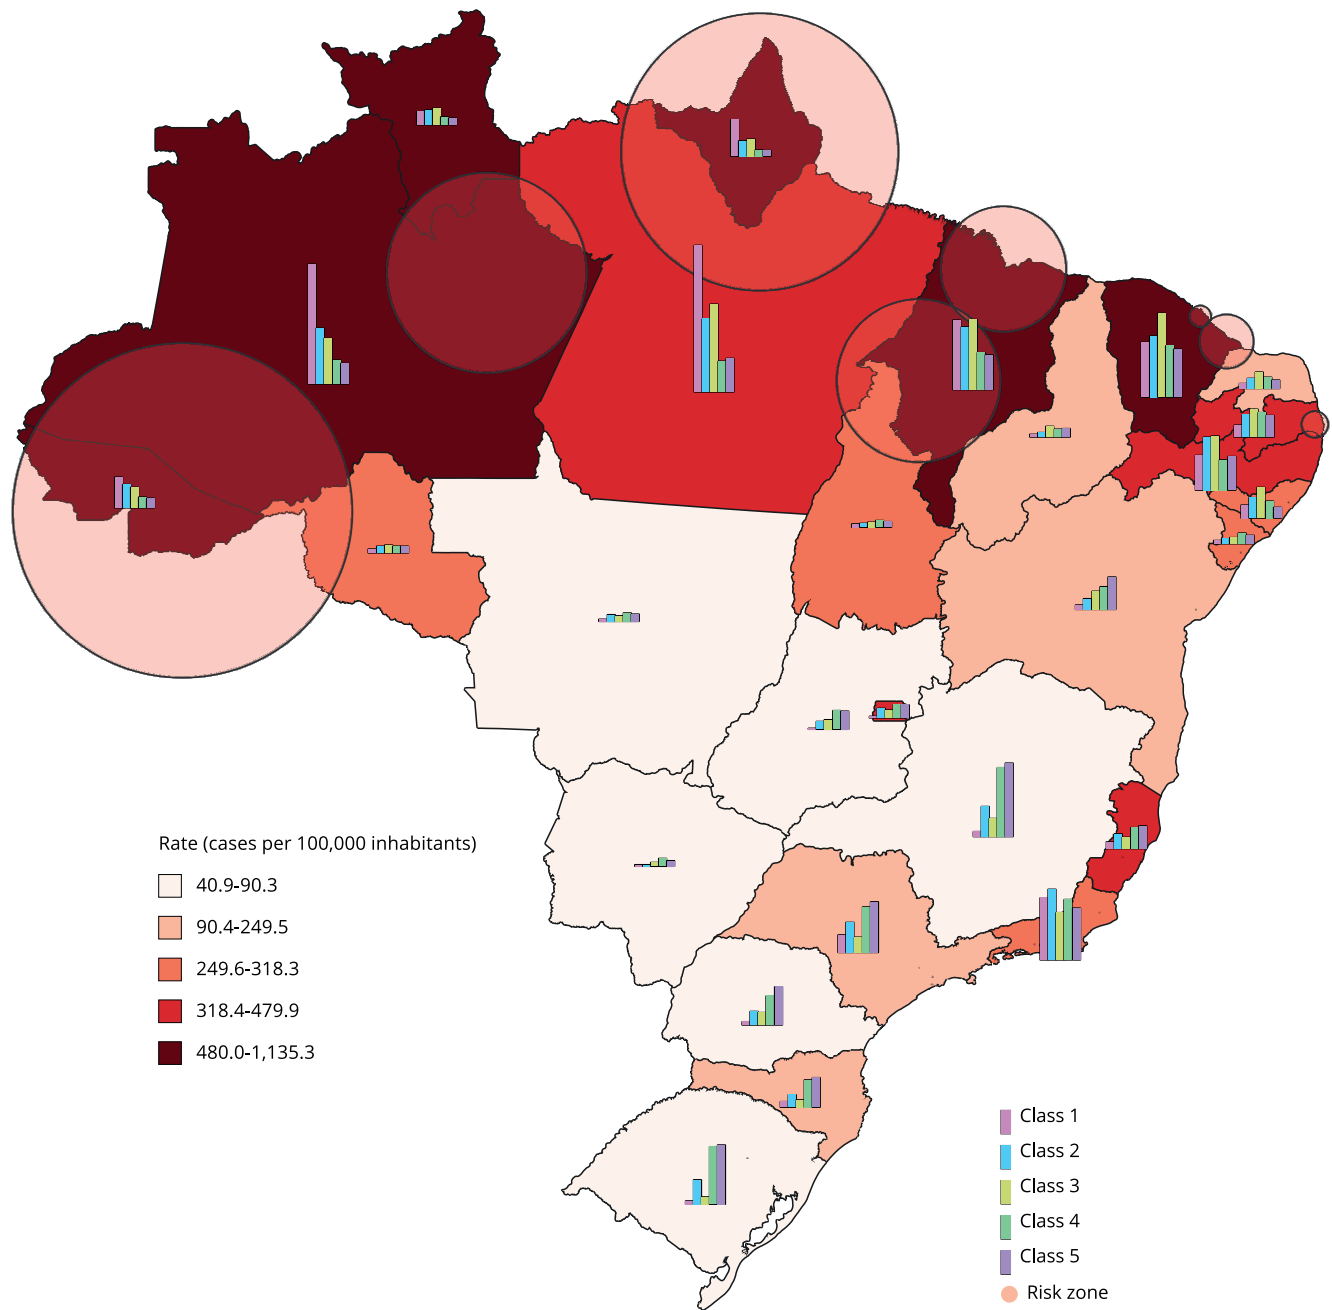 Rate (cases per 100,000 inhabitants)
40.9-90.3
90.4-249.5
249.6-318.3
318.4-479.9
480.0-1,135.3
Class 1
Class 2
Class 3
Class 4
Class 5
Risk zone